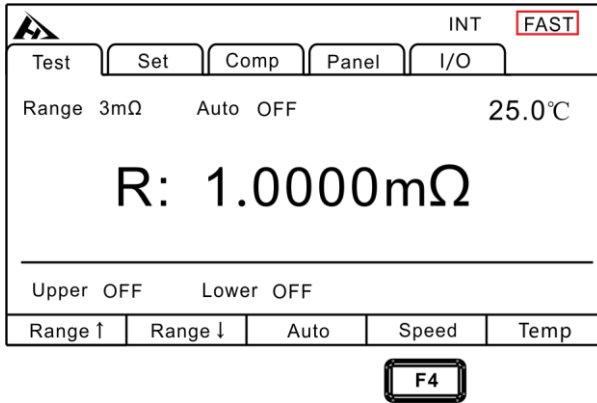 INT FAST
Test Set Comp Panel I/O
Range 3mΩ Auto OFF 25.0℃
R: 1.0000mΩ
Upper OFF Lower OFF
Range↑ Range↓ Auto Speed Temp
F4